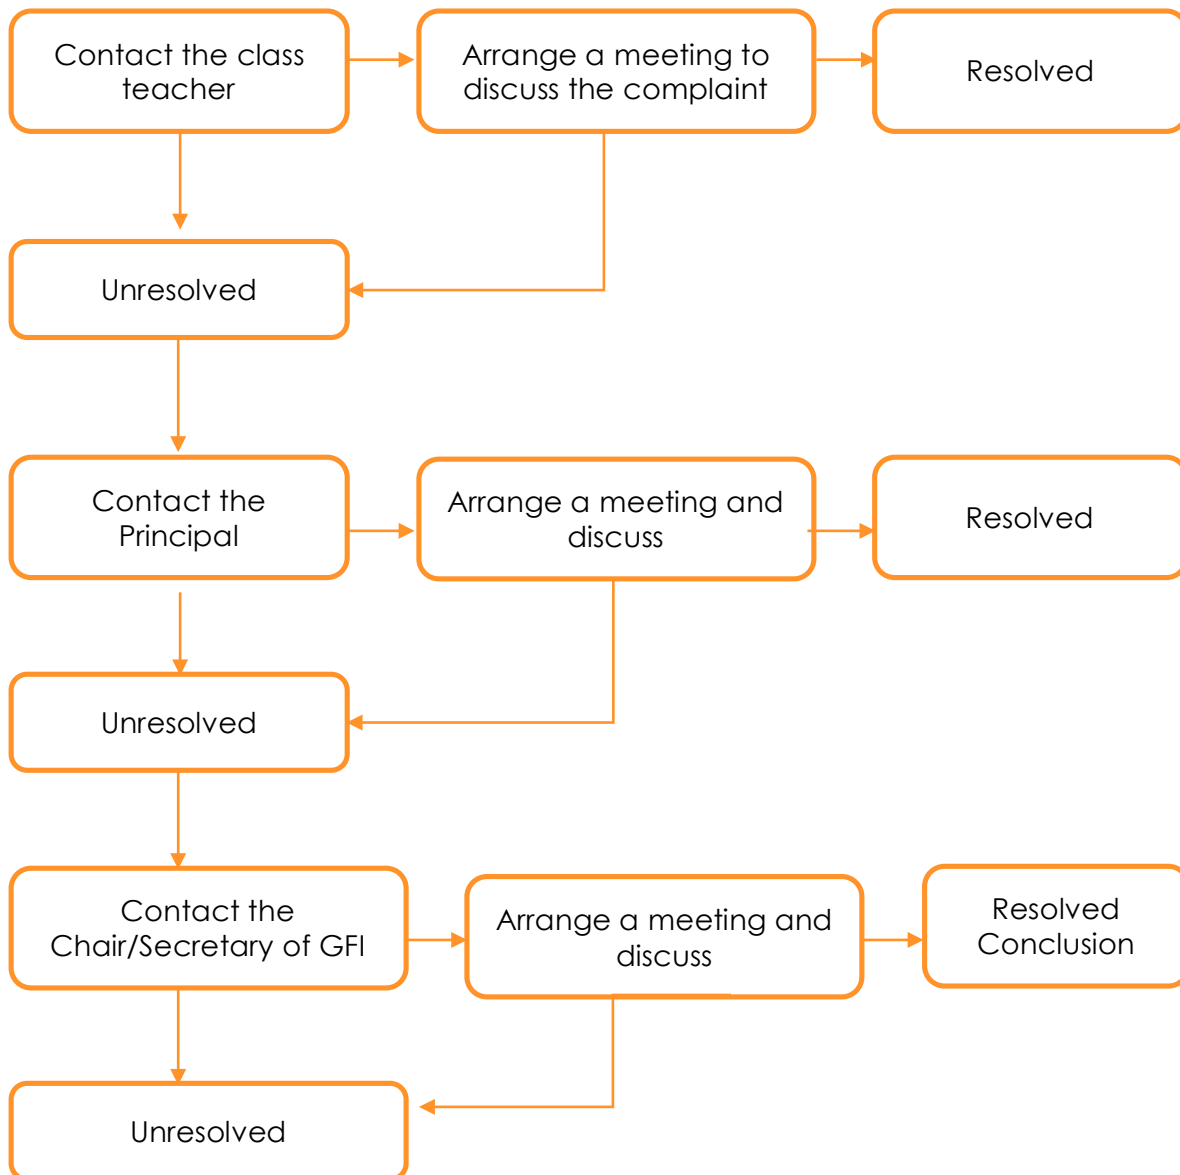 Contact the class
teacher
Arrange a meeting to
discuss the complaint
Resolved
Unresolved
Contact the
Principal
Arrange a meeting and
discuss
Resolved
Unresolved
Contact the
Chair/Secretary of GFI
Arrange a meeting and
discuss
Resolved
Conclusion
Unresolved